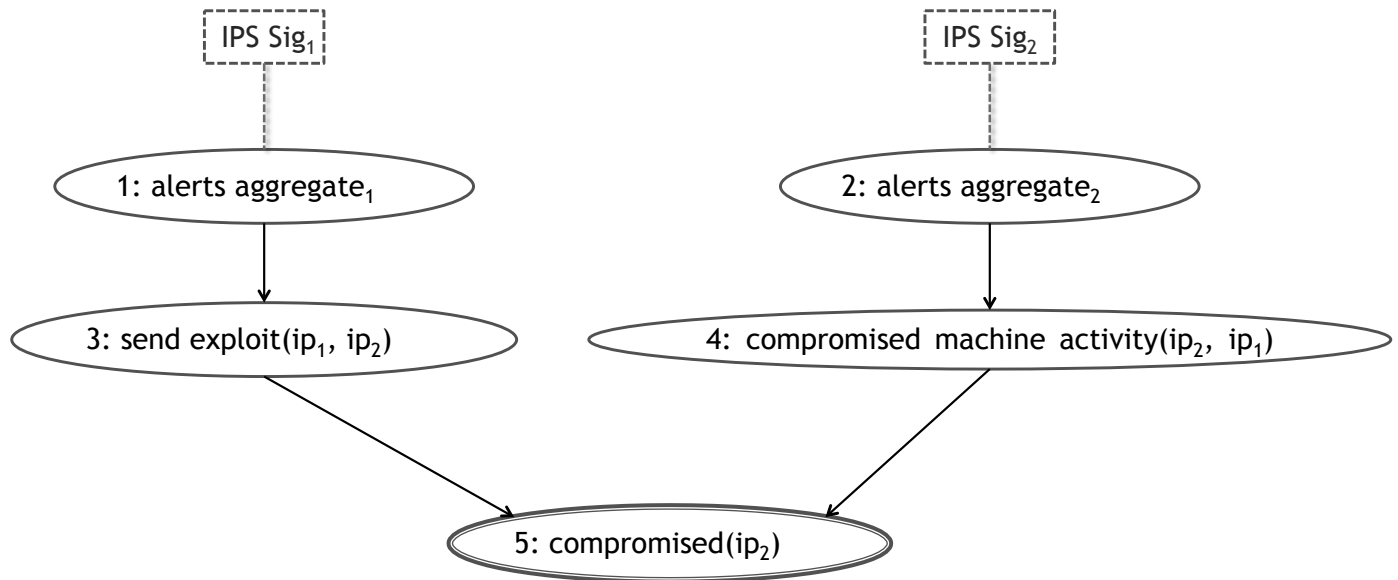 IPS Sig₁
IPS Sig₂
1: alerts aggregate₁
2: alerts aggregate₂
3: send exploit(ip₁, ip₂)
4: compromised machine activity(ip₂, ip₁)
5: compromised(ip₂)